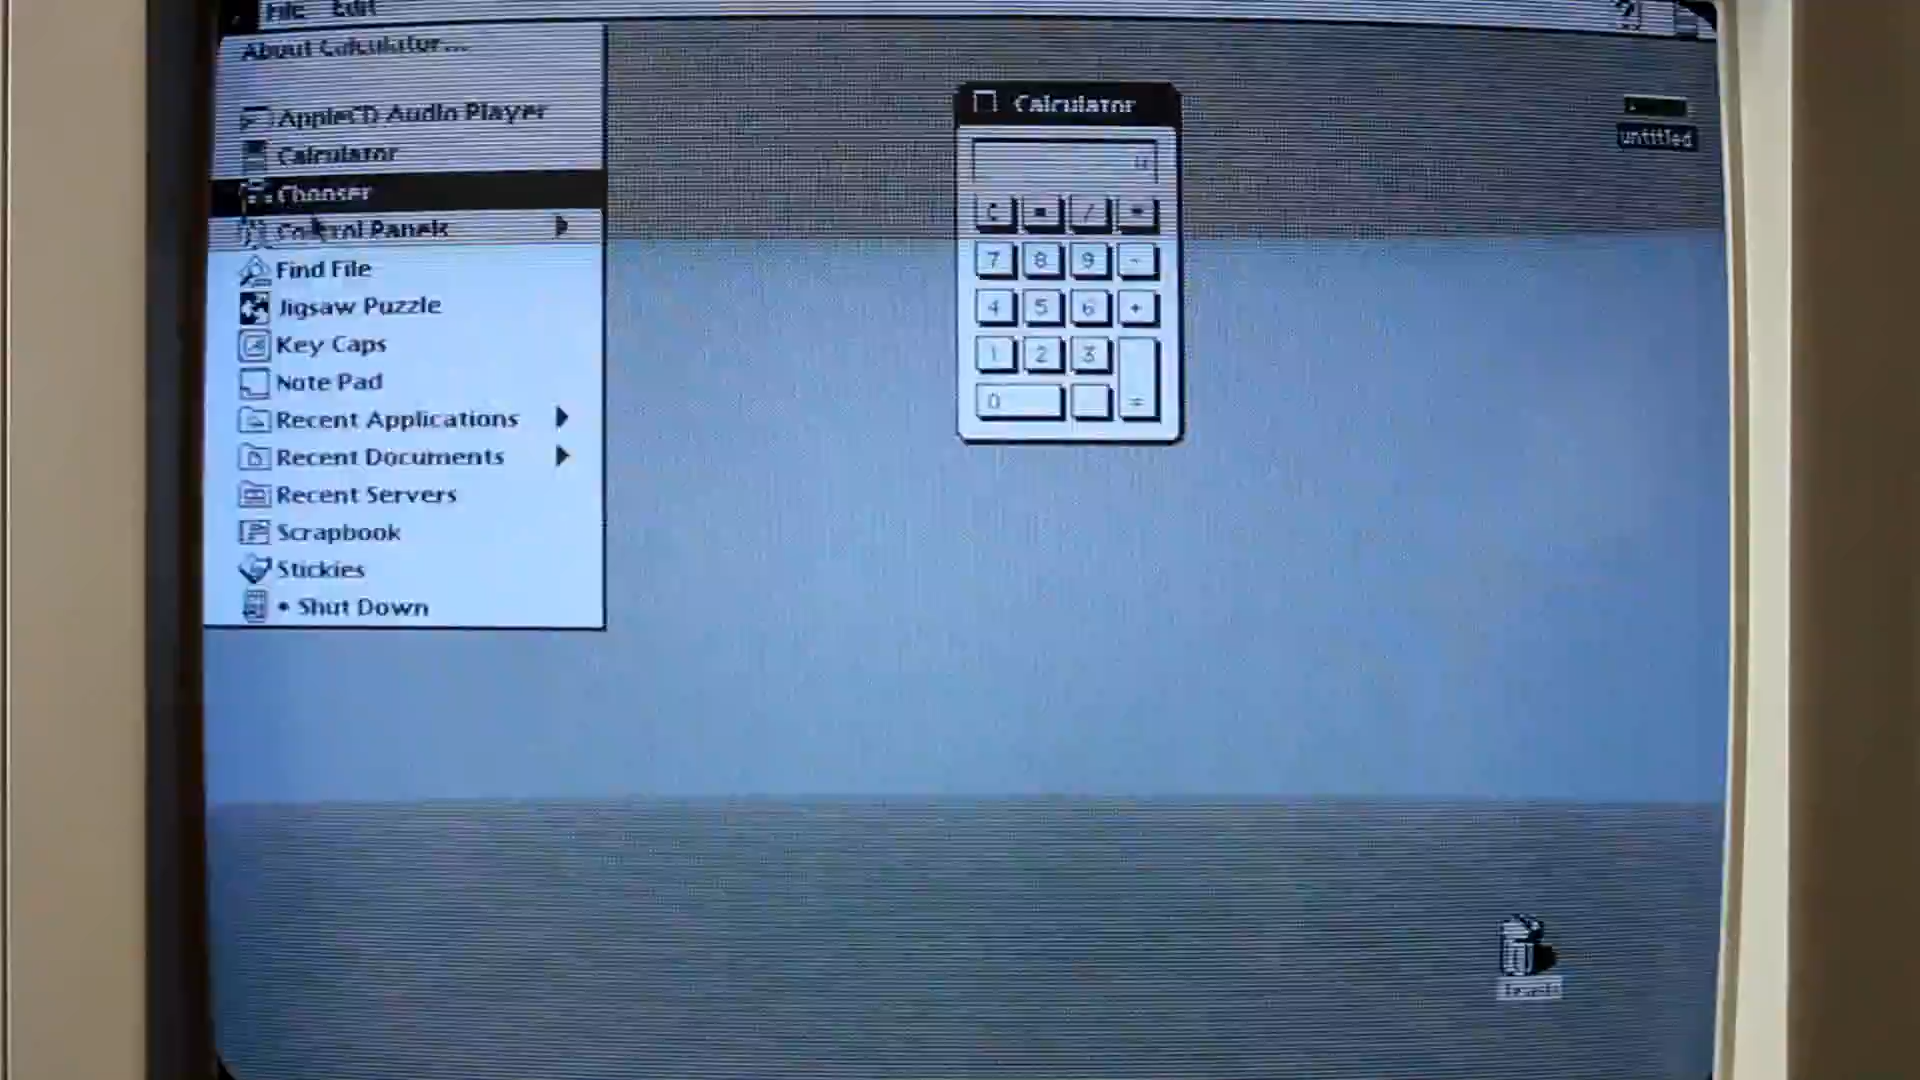 File Edit
About Calculator...
AppleCD Audio Player
Calculator
Chooser
Control Panels
Find File
Jigsaw Puzzle
Key Caps
Note Pad
Recent Applications
Recent Documents
Recent Servers
Scrapbook
Stickies
• Shut Down
Calculator
0
C = / *
7 8 9 -
4 5 6 +
1 2 3
0 =
untitled
Trash